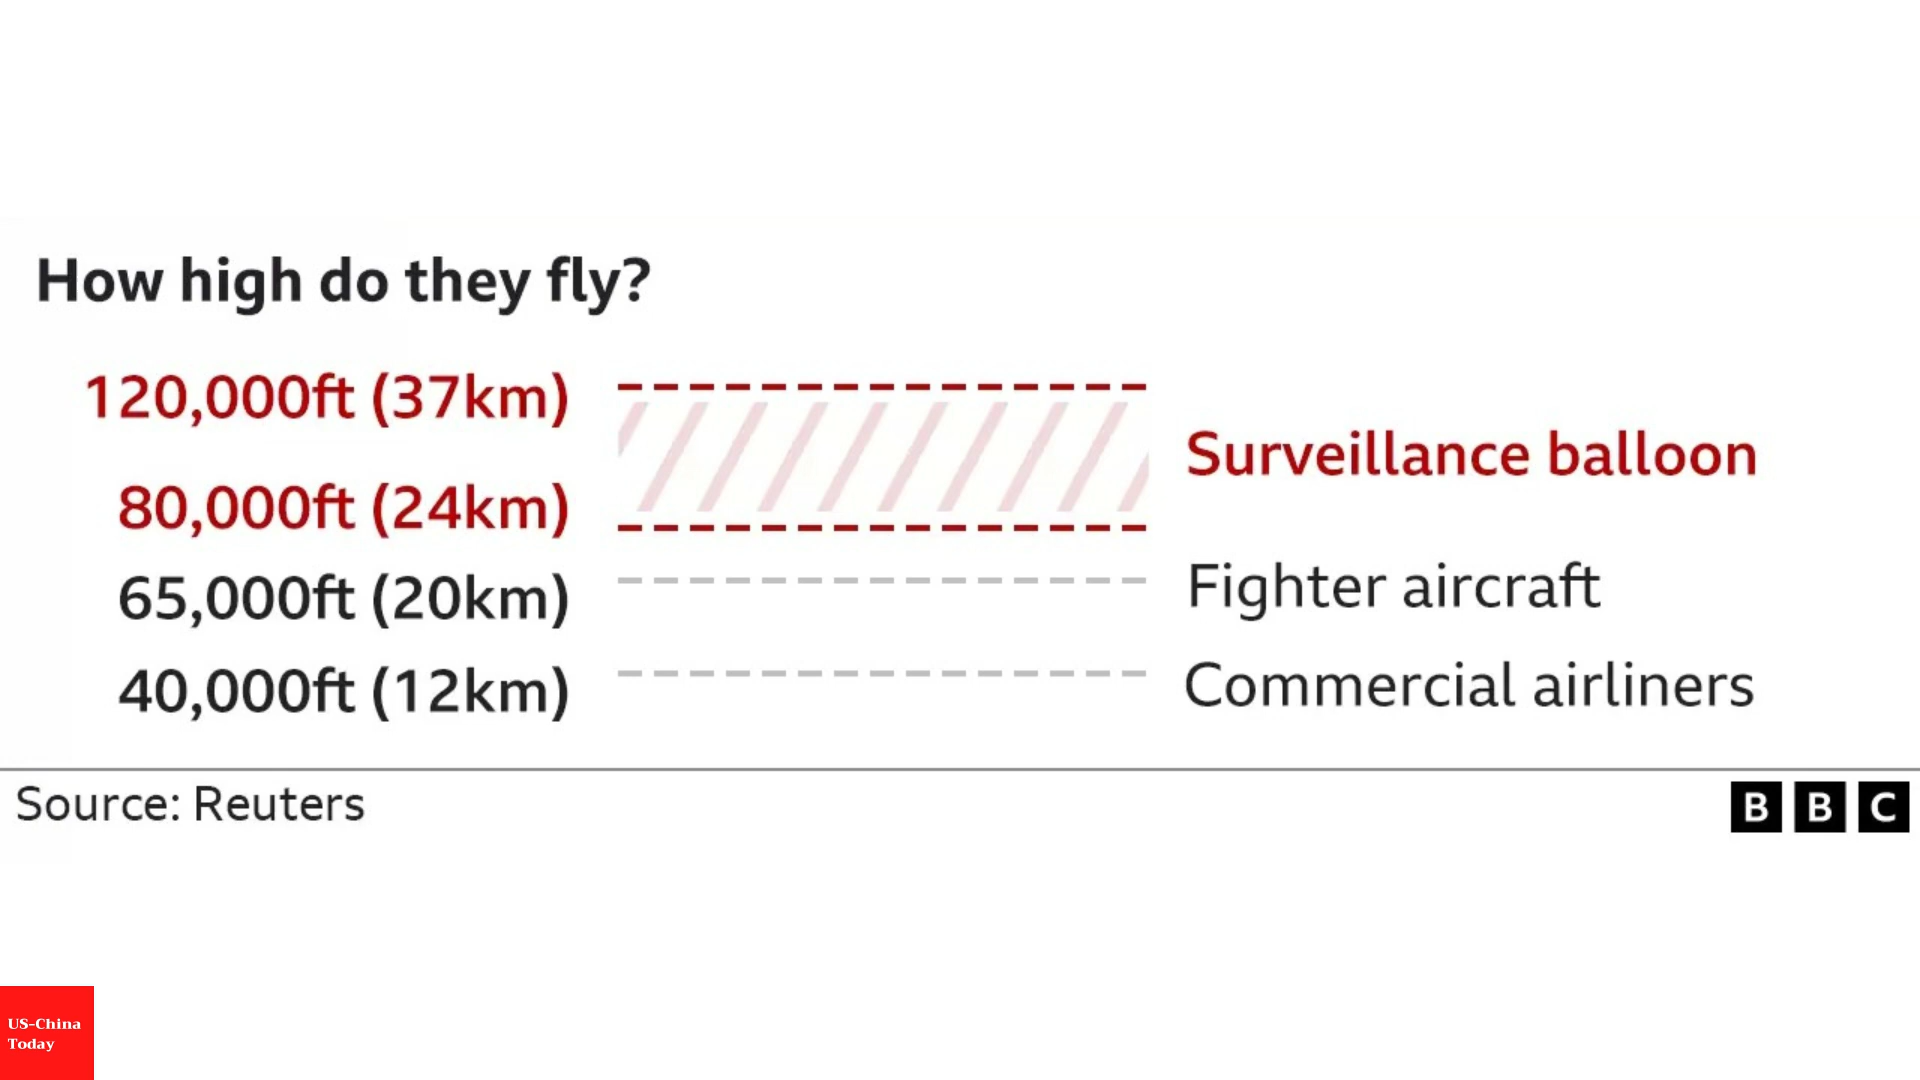 How high do they fly?
120,000ft (37km)
80,000ft (24km)
Surveillance balloon
65,000ft (20km)
Fighter aircraft
40,000ft (12km)
Commercial airliners
Source: Reuters
BBC
US-China
Today